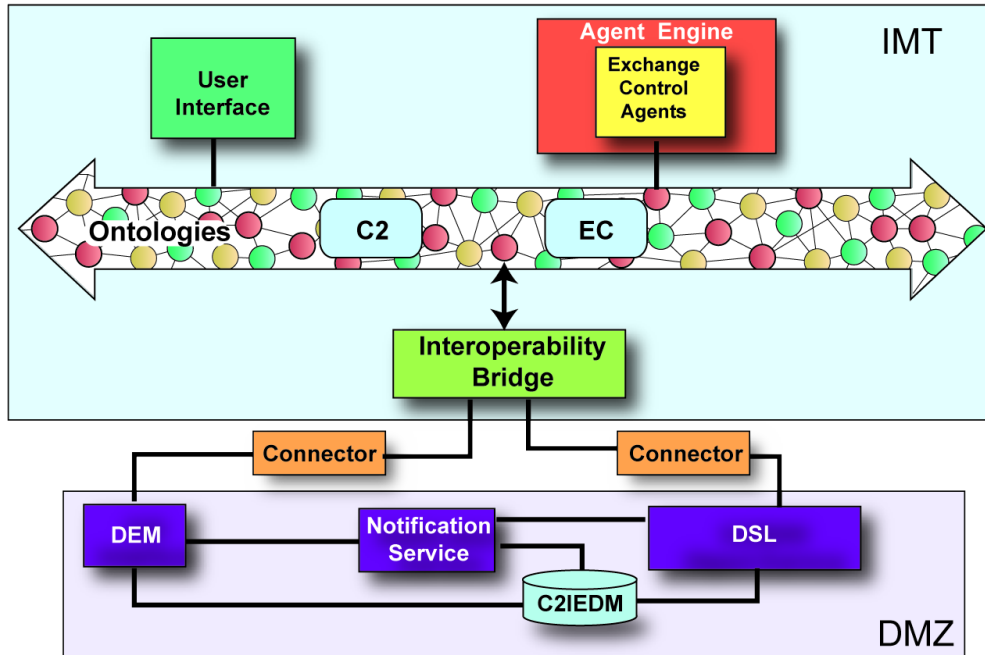 IMT
Agent Engine
Exchange
Control
Agents
User
Interface
Ontologies
C2
EC
Interoperability
Bridge
Connector
Connector
DEM
Notification
Service
DSL
C2IEDM
DMZ